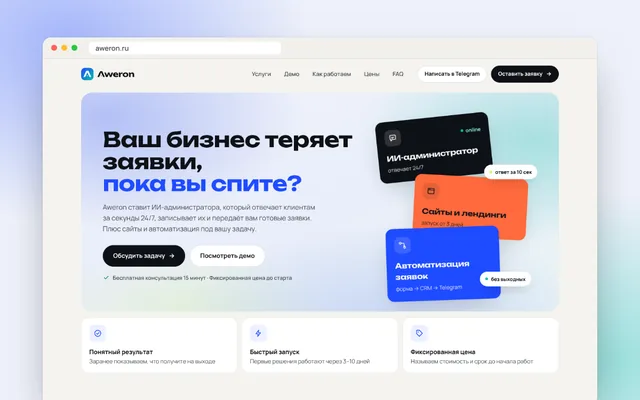 aweron.ru
Aweron
Услуги
Демо
Как работаем
Цены
FAQ
Написать в Telegram
Оставить заявку →
Ваш бизнес теряет
заявки,
пока вы спите?
Aweron ставит ИИ-администратора, который отвечает клиентам
за секунды 24/7, записывает их и передаёт вам готовые заявки.
Плюс сайты и автоматизация под вашу задачу.
Обсудить задачу →
Посмотреть демо
Бесплатная консультация 15 минут · Фиксированная цена до старта
online
ИИ-администратор
отвечает 24/7
ответ за 10 сек
Сайты и лендинги
запуск от 3 дней
Автоматизация
заявок
форма → CRM → Telegram
без выходных
Понятный результат
Заранее показываем, что получите на выходе
Быстрый запуск
Первые решения работают через 3–10 дней
Фиксированная цена
Называем стоимость и срок до начала работ